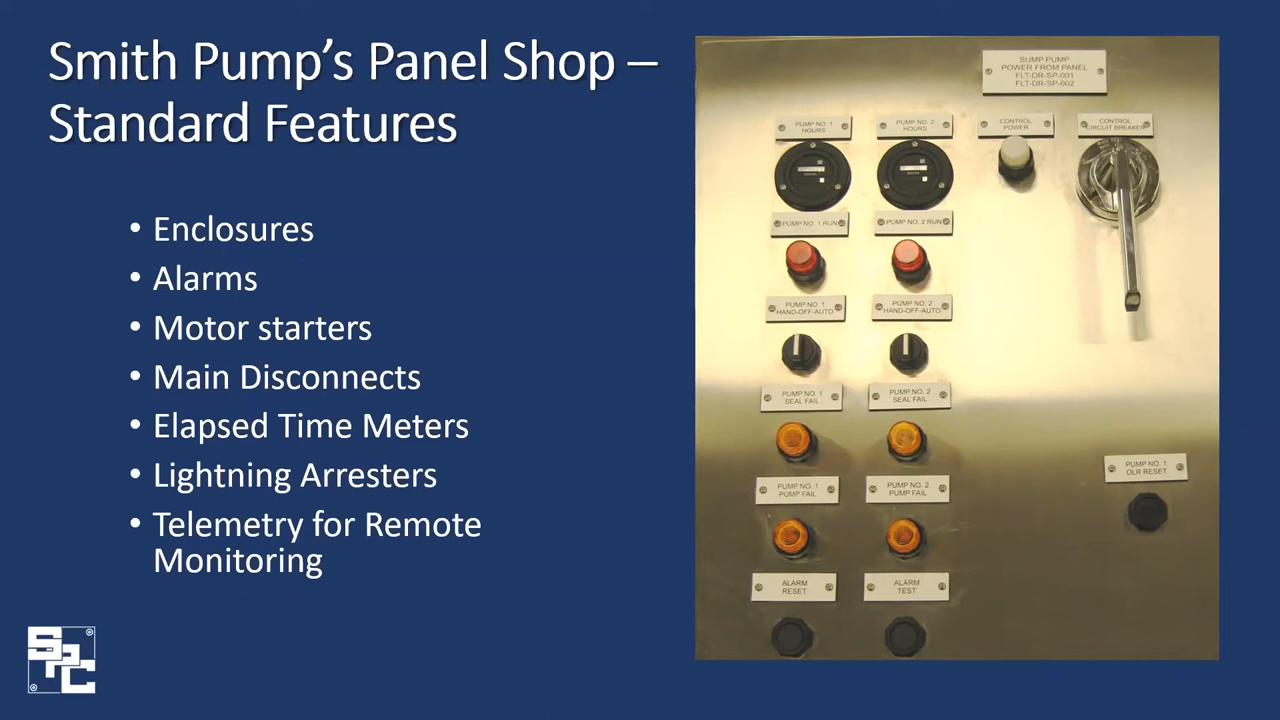 Smith Pump's Panel Shop –
Standard Features
• Enclosures
• Alarms
• Motor starters
• Main Disconnects
• Elapsed Time Meters
• Lightning Arresters
• Telemetry for Remote
Monitoring
SPC
SUMP PUMP
POWER FROM PANEL
FLT-DR-SP-001
FLT-DR-SP-002
PUMP NO. 1
HOURS
PUMP NO. 2
HOURS
CONTROL
POWER
CONTROL
CIRCUIT BREAKER
PUMP NO. 1 RUN
PUMP NO. 2 RUN
PUMP NO. 1
HAND-OFF-AUTO
PUMP NO. 2
HAND-OFF-AUTO
PUMP NO. 1
SEAL FAIL
PUMP NO. 2
SEAL FAIL
PUMP NO. 1
OLR RESET
PUMP NO. 1
PUMP FAIL
PUMP NO. 2
PUMP FAIL
ALARM
RESET
ALARM
TEST